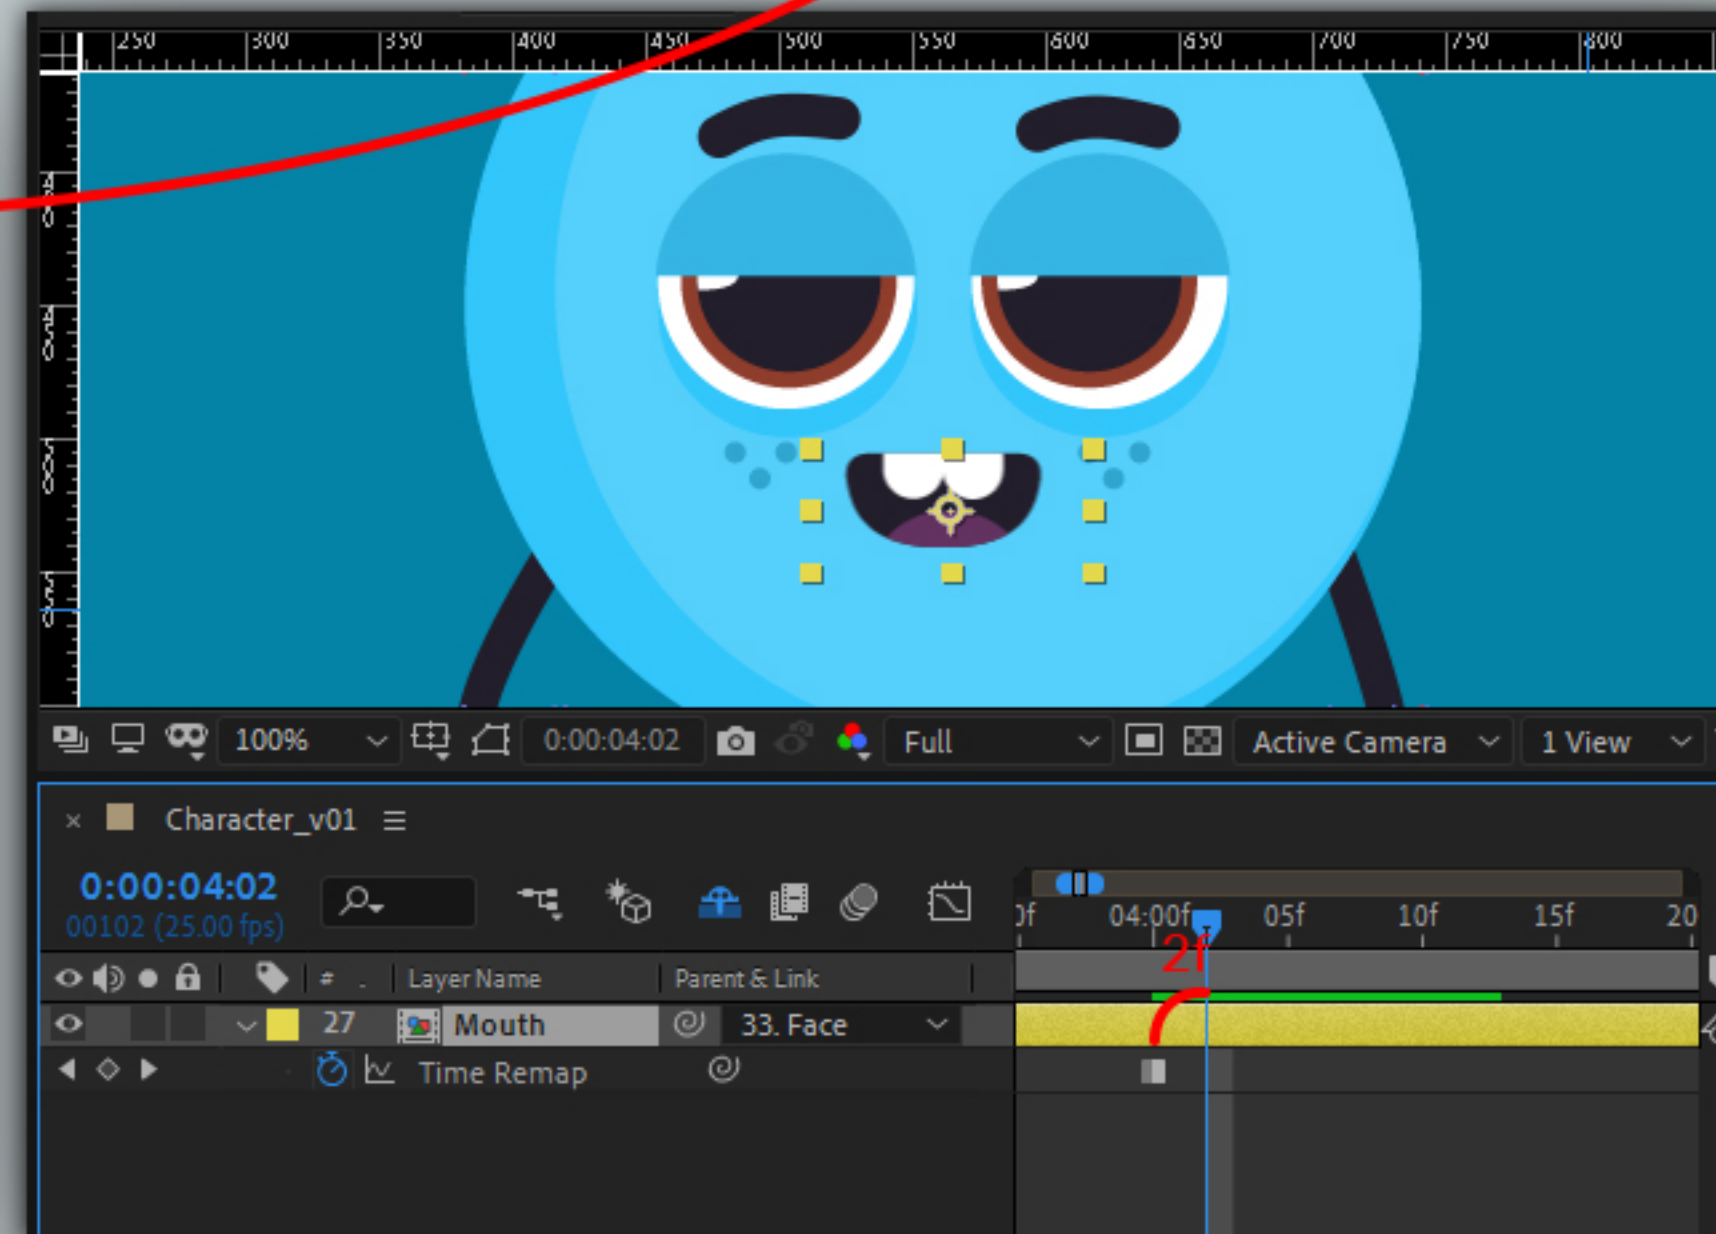 250 300 350 400 450 500 550 600 650 700 750 800
100% 0:00:04:02 Full Active Camera 1 View
Character_v01
0:00:04:02
00102 (25.00 fps)
0f 04:00f 05f 10f 15f 20
2f
# . Layer Name Parent & Link
27 Mouth 33. Face
Time Remap